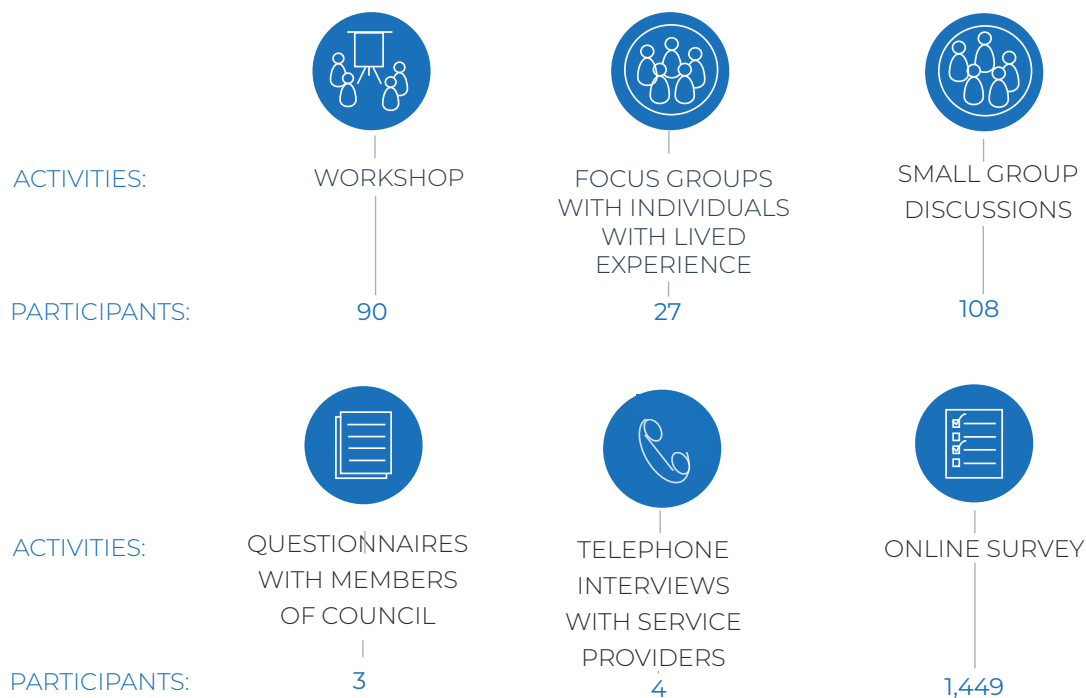 ACTIVITIES:
WORKSHOP
FOCUS GROUPS
WITH INDIVIDUALS
WITH LIVED
EXPERIENCE
SMALL GROUP
DISCUSSIONS
PARTICIPANTS:
90
27
108
ACTIVITIES:
QUESTIONNAIRES
WITH MEMBERS
OF COUNCIL
TELEPHONE
INTERVIEWS
WITH SERVICE
PROVIDERS
ONLINE SURVEY
PARTICIPANTS:
3
4
1,449